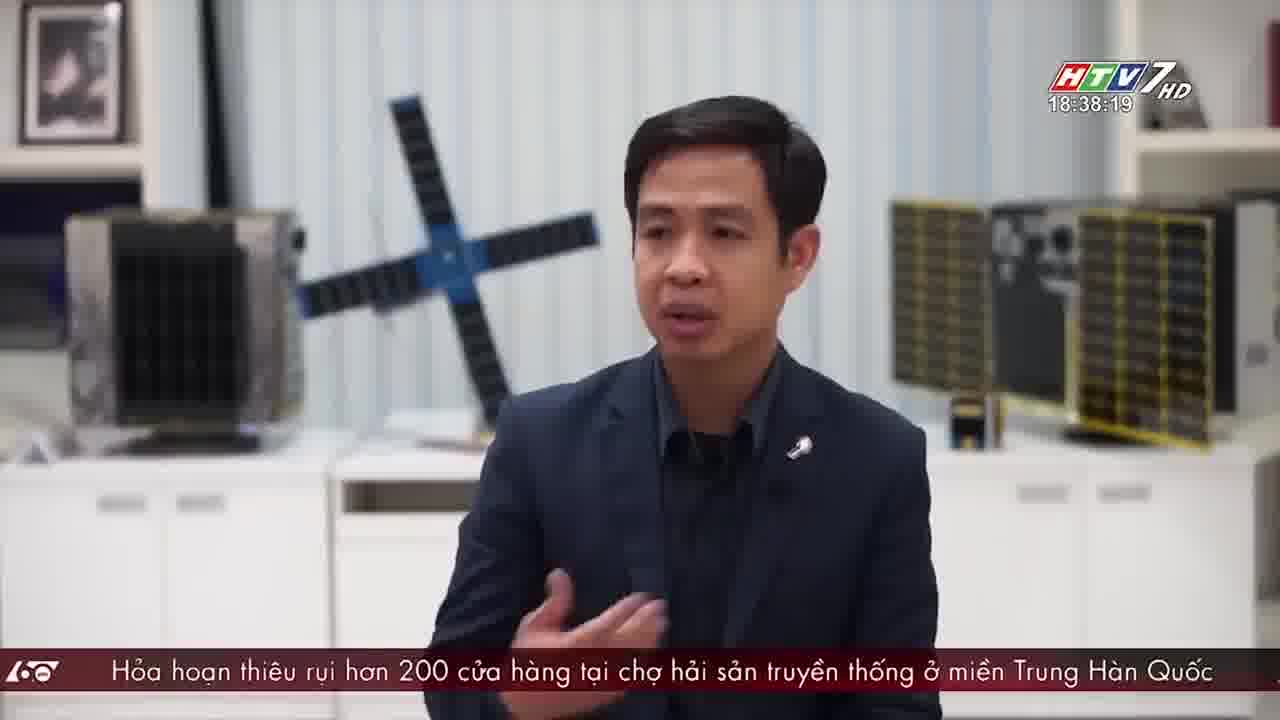 HTV7 HD
18:38:19
60 Hỏa hoạn thiêu rụi hơn 200 cửa hàng tại chợ hải sản truyền thống ở miền Trung Hàn Quốc